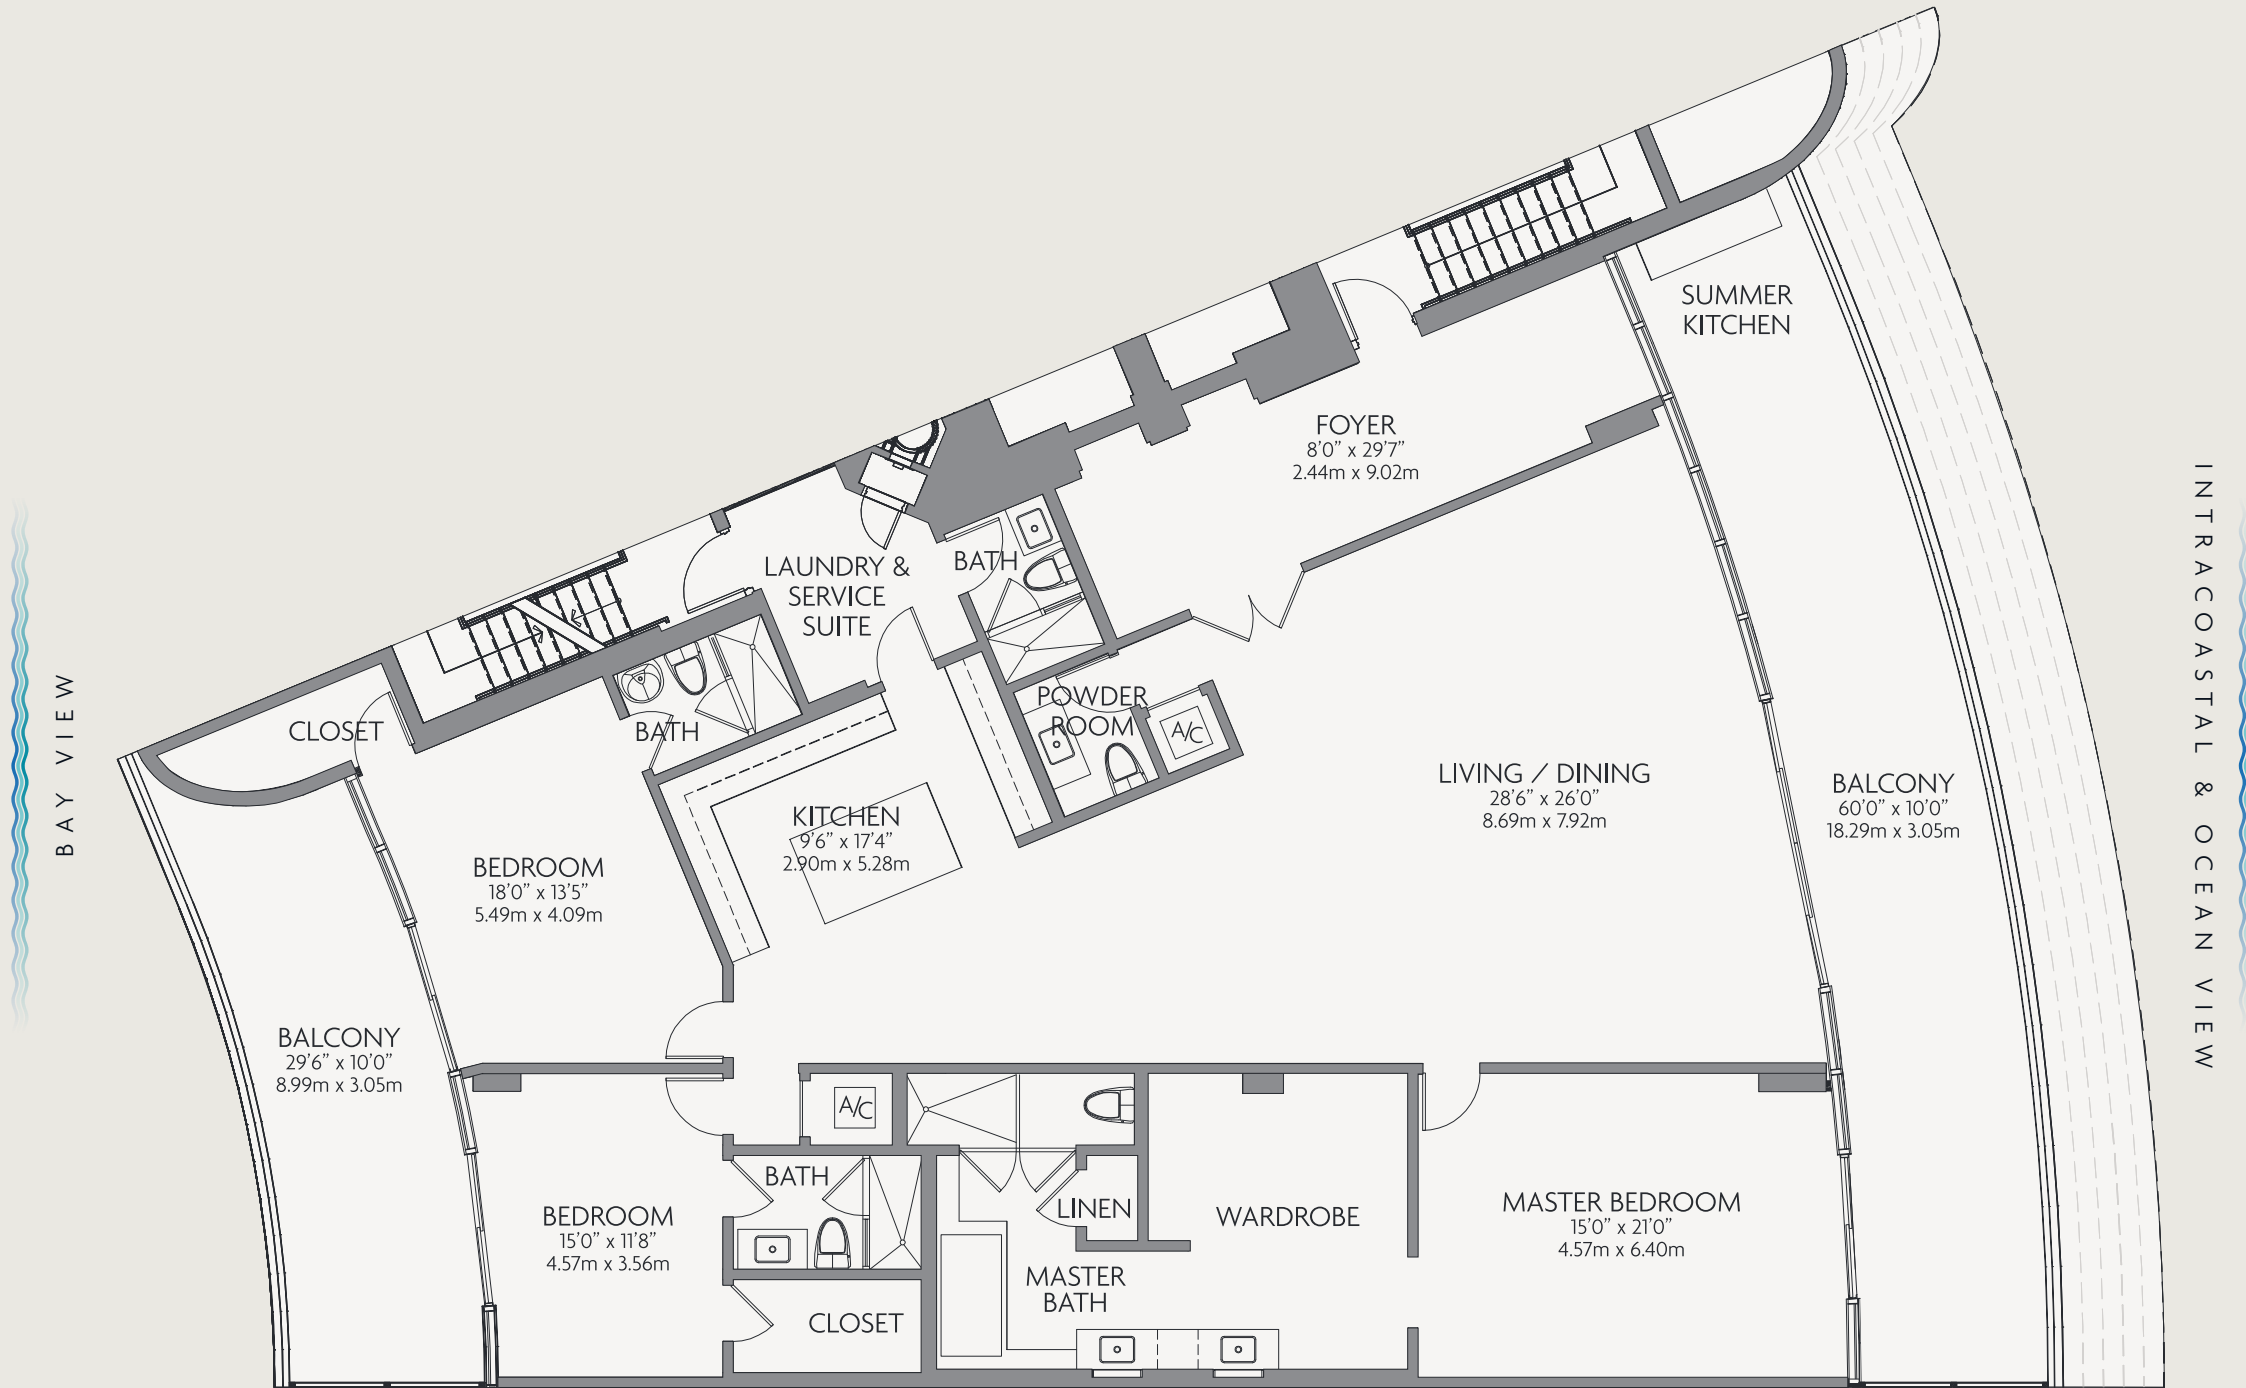 SUMMER
KITCHEN
FOYER
8'0" x 29'7"
2.44m x 9.02m
LAUNDRY &
SERVICE
SUITE
BATH
POWDER
ROOM
A/C
CLOSET
BATH
KITCHEN
9'6" x 17'4"
2.90m x 5.28m
LIVING / DINING
28'6" x 26'0"
8.69m x 7.92m
BALCONY
60'0" x 10'0"
18.29m x 3.05m
BEDROOM
18'0" x 13'5"
5.49m x 4.09m
BALCONY
29'6" x 10'0"
8.99m x 3.05m
A/C
BATH
LINEN
WARDROBE
MASTER BEDROOM
15'0" x 21'0"
4.57m x 6.40m
BEDROOM
15'0" x 11'8"
4.57m x 3.56m
MASTER
BATH
CLOSET
BAY VIEW
INTRACOASTAL & OCEAN VIEW